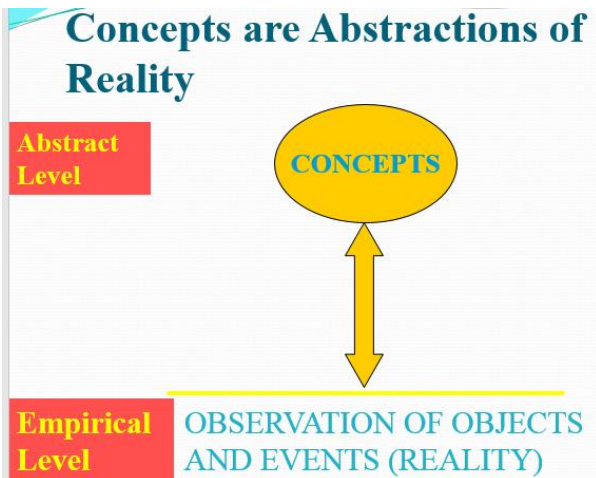 Concepts are Abstractions of
Reality
Abstract
Level
CONCEPTS
Empirical
Level
OBSERVATION OF OBJECTS
AND EVENTS (REALITY)